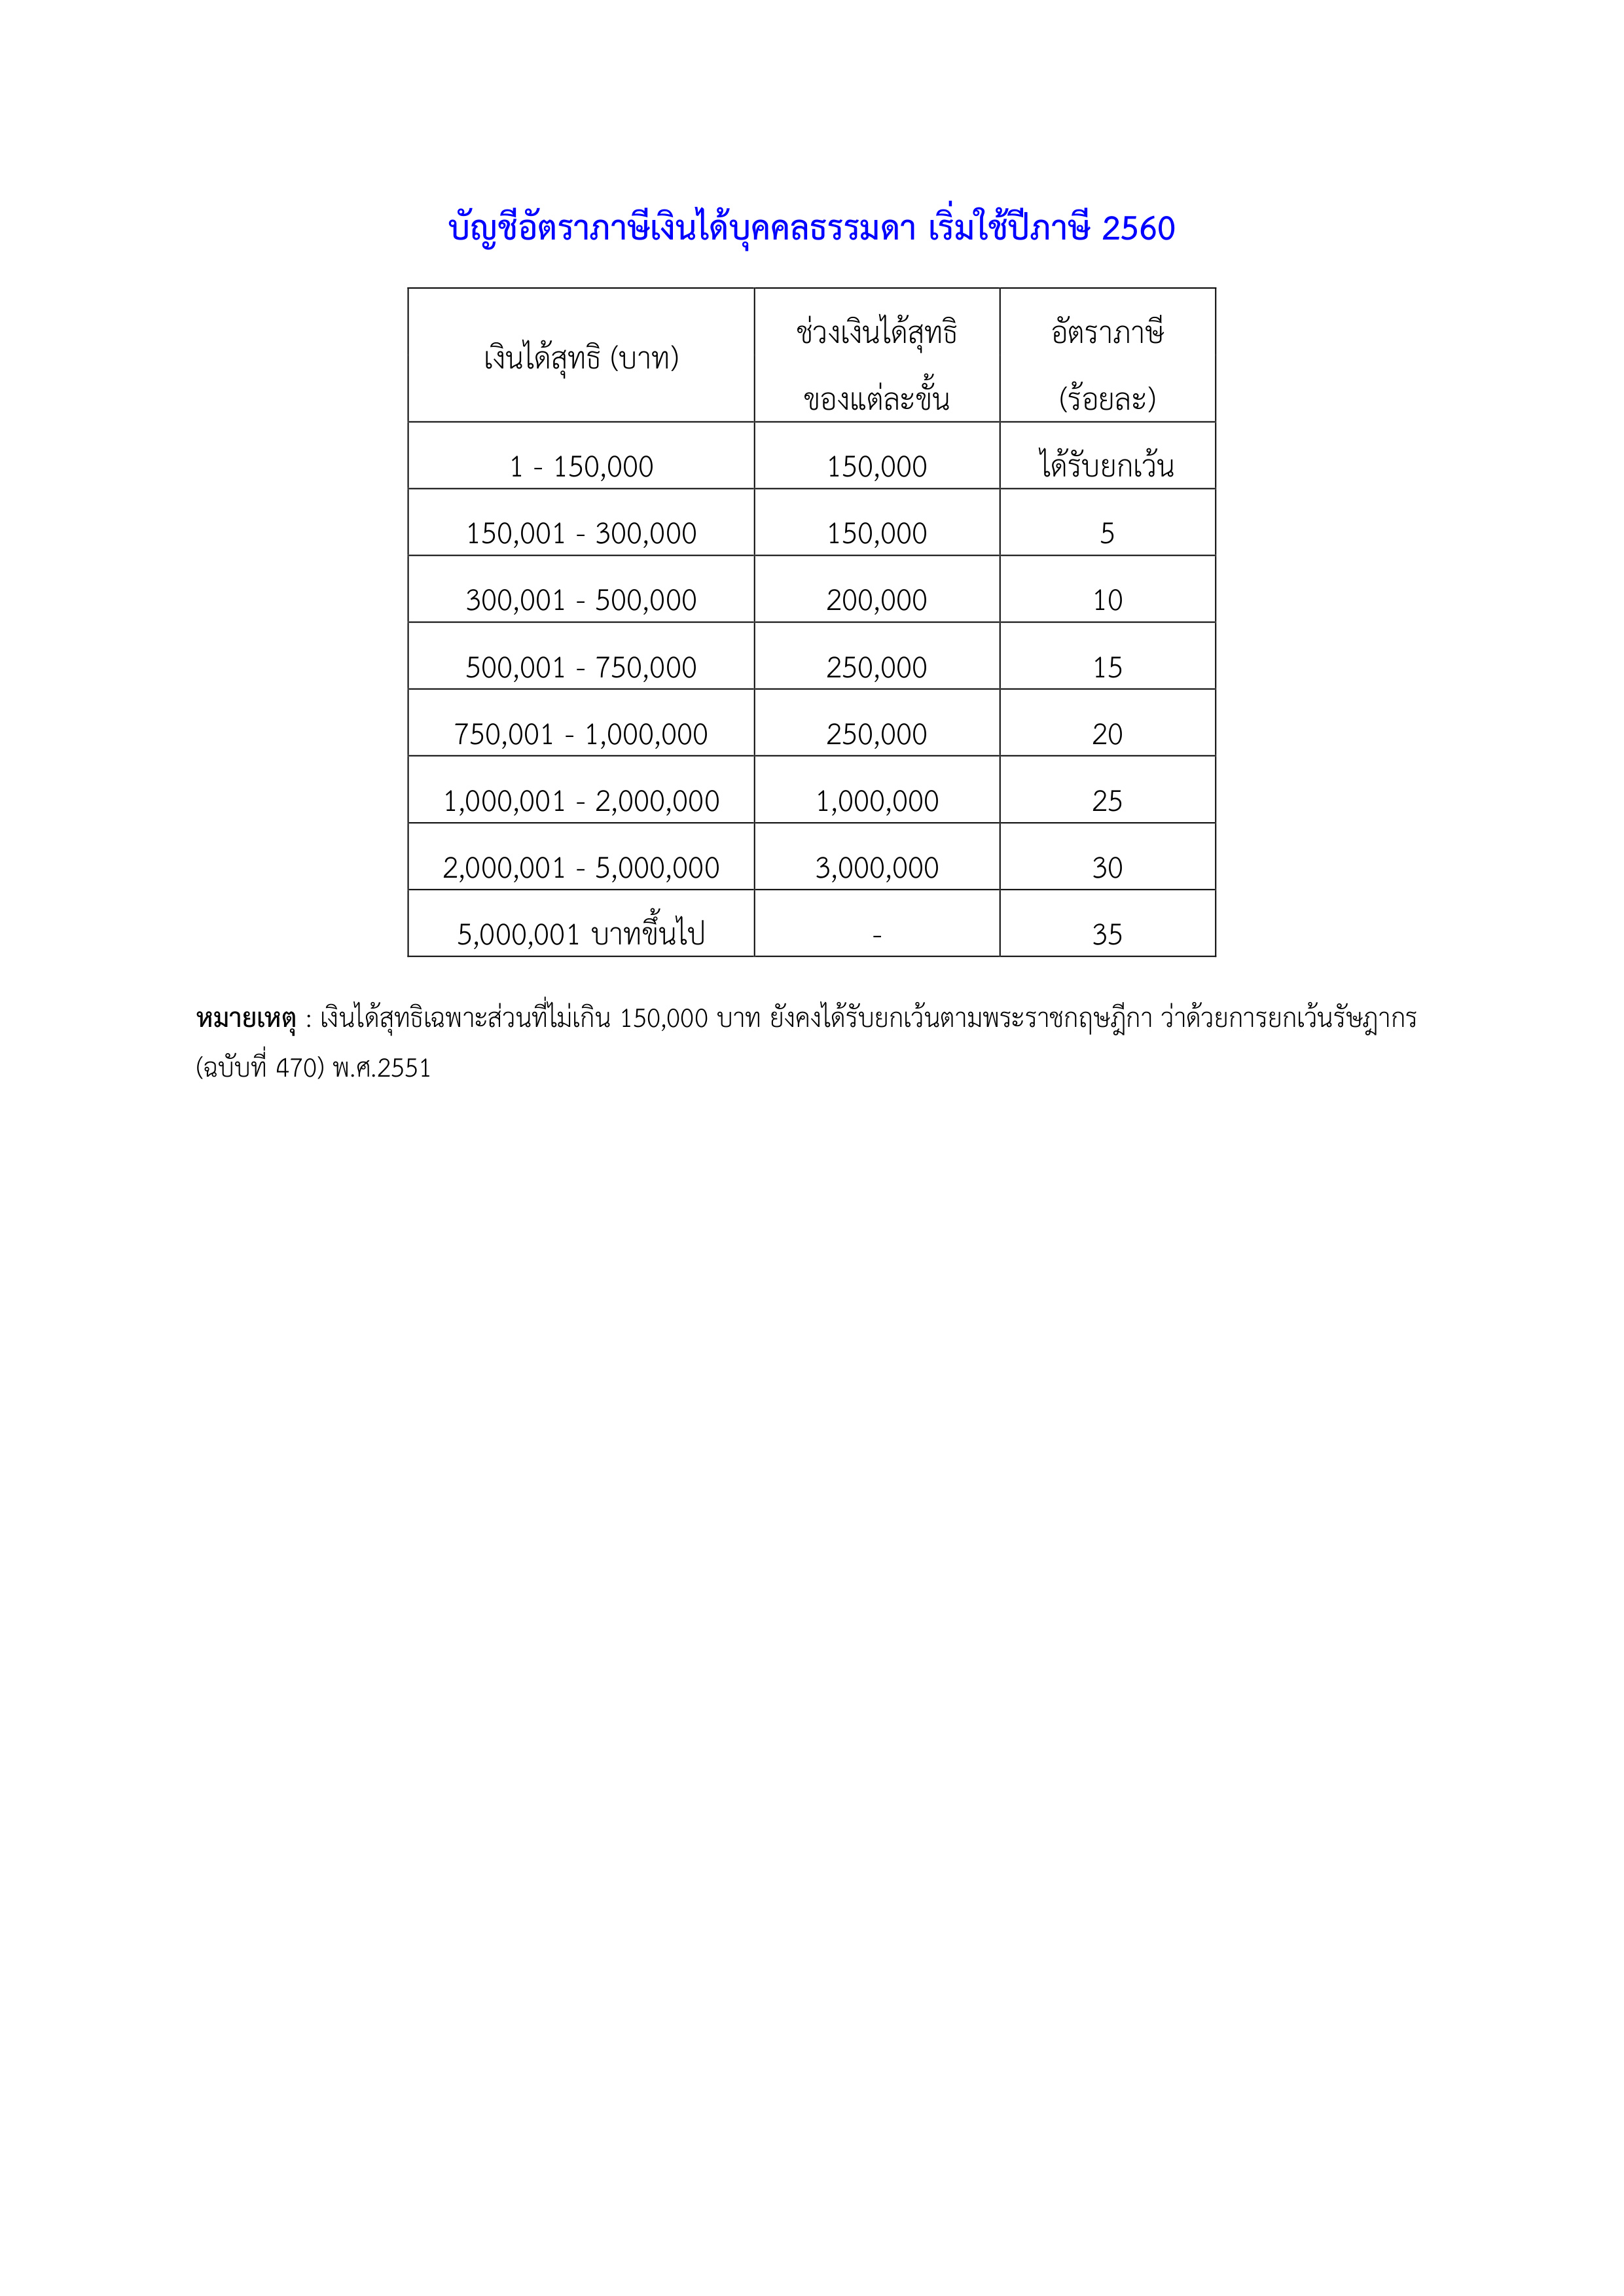 บัญชีอัตราภาษีเงินได้บุคคลธรรมดา เริ่มใช้ปีภาษี 2560
เงินได้สุทธิ (บาท)
ช่วงเงินได้สุทธิ
ของแต่ละขั้น
อัตราภาษี
(ร้อยละ)
1 - 150,000 150,000 ได้รับยกเว้น
150,001 - 300,000 150,000 5
300,001 - 500,000 200,000 10
500,001 - 750,000 250,000 15
750,001 - 1,000,000 250,000 20
1,000,001 - 2,000,000 1,000,000 25
2,000,001 - 5,000,000 3,000,000 30
5,000,001 บาทขึ้นไป - 35
หมายเหตุ : เงินได้สุทธิเฉพาะส่วนที่ไม่เกิน 150,000 บาท ยังคงได้รับยกเว้นตามพระราชกฤษฎีกา ว่าด้วยการยกเว้นรัษฎากร
(ฉบับที่ 470) พ.ศ.2551